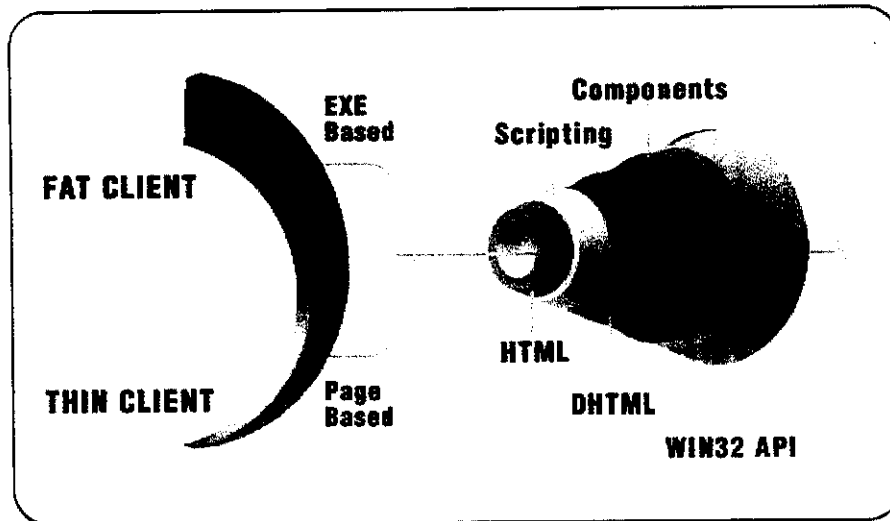 Components
EXE
Based
Scripting
FAT CLIENT
HTML
THIN CLIENT
Page
Based
DHTML
WIN32 API